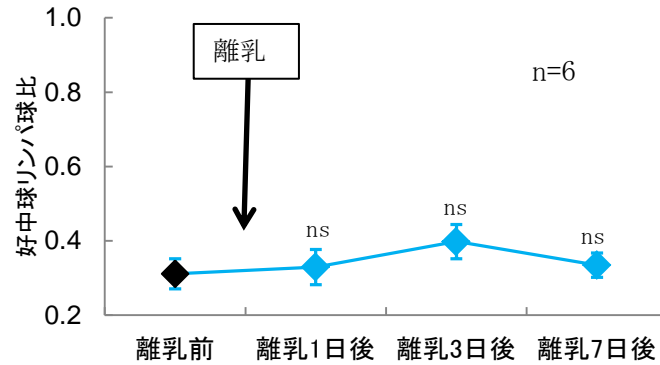 好中球リンパ球比
1.0
0.8
0.6
0.4
0.2
離乳
n=6
ns
ns
ns
離乳前
離乳1日後
離乳3日後
離乳7日後